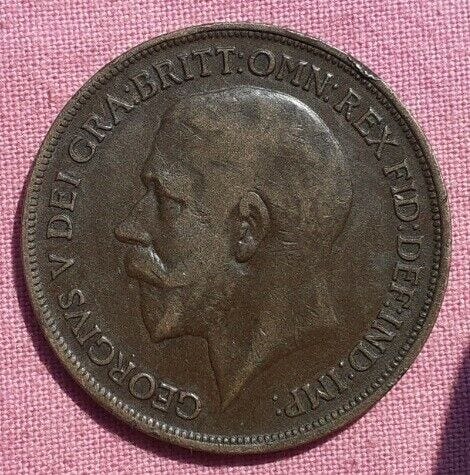 GEORGIVS V DEI GRA:BRITT:OMN:REX FID:DEF:IND:IMP: